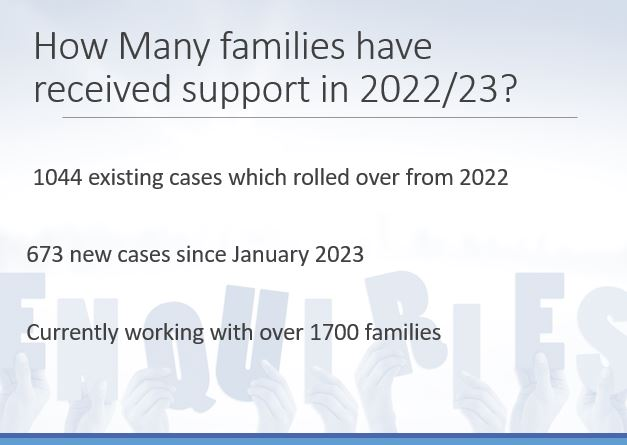 How Many families have
received support in 2022/23?
1044 existing cases which rolled over from 2022
673 new cases since January 2023
ENQUIRIES
Currently working with over 1700 families